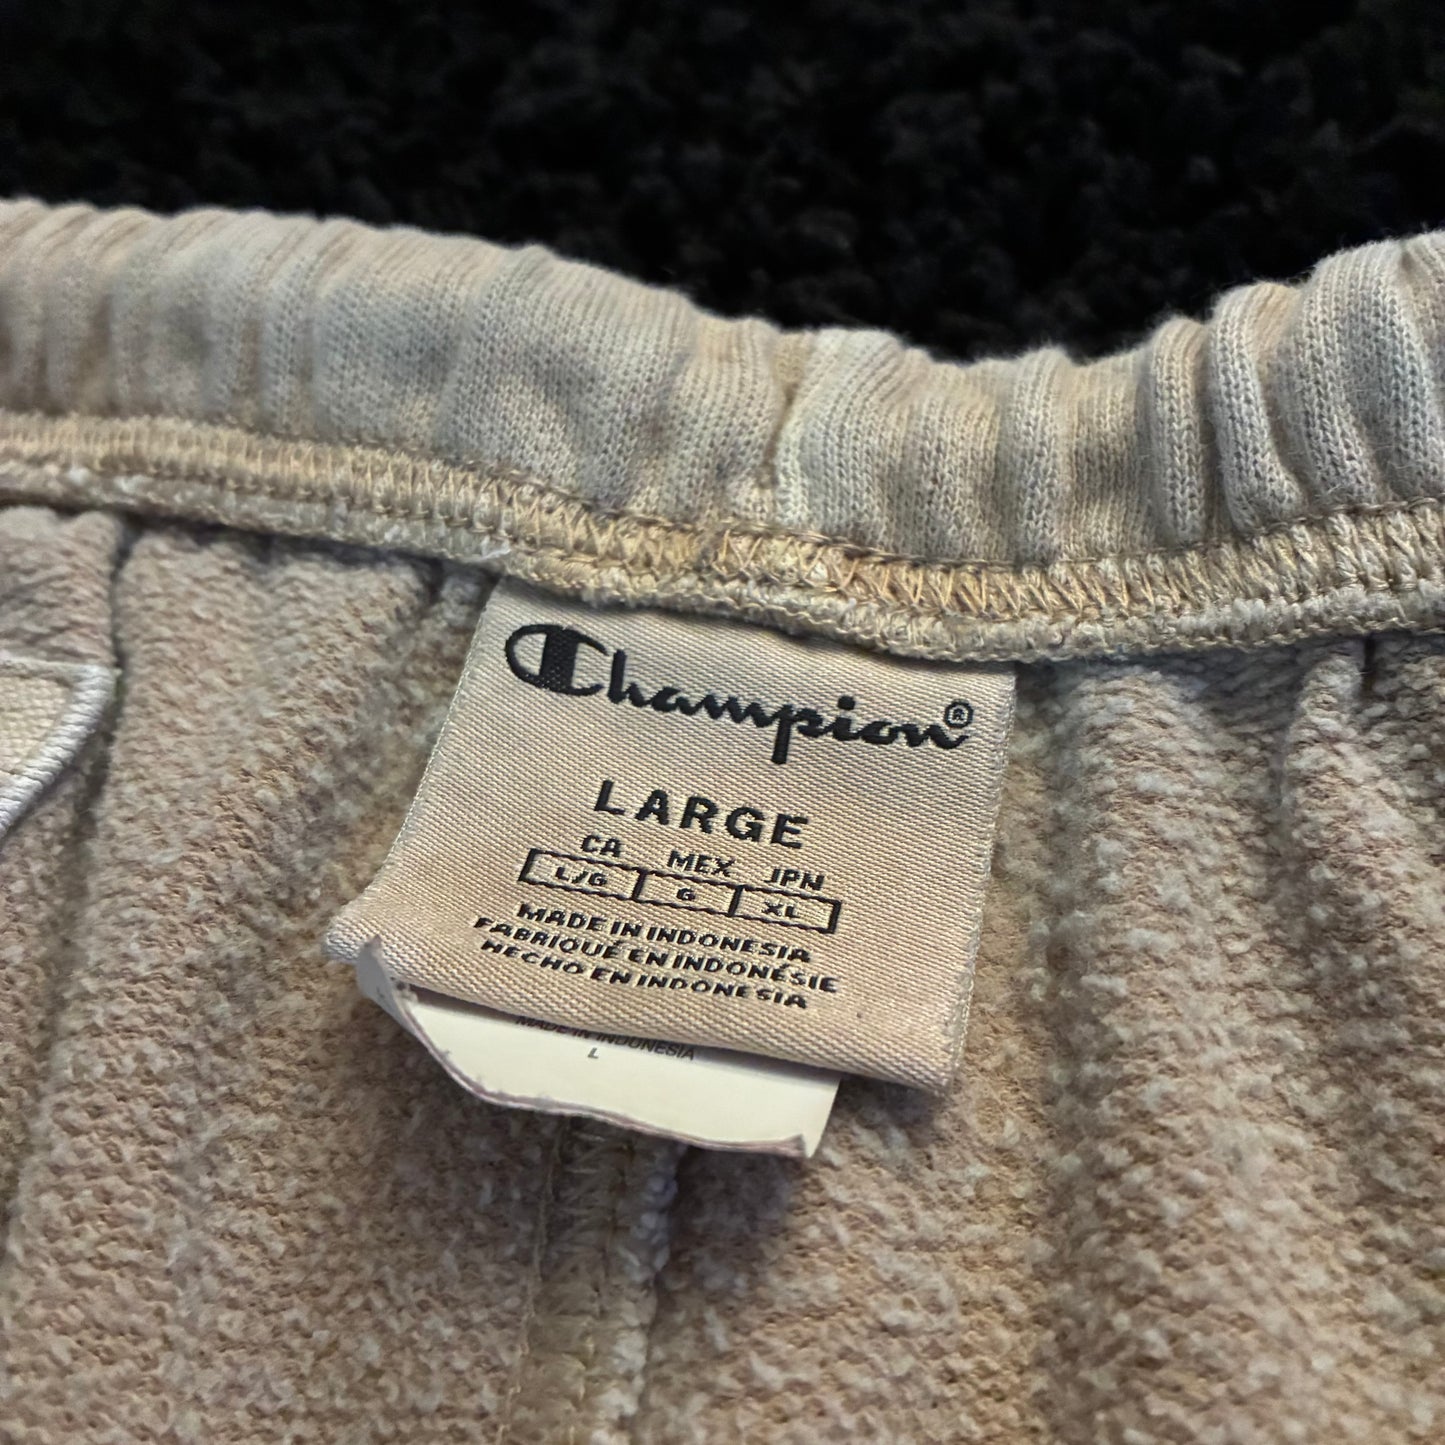 Champion®
LARGE
CA MEX JPN
L/G G XL
MADE IN INDONESIA
FABRIQUÉ EN INDONÉSIE
HECHO EN INDONESIA
MADE IN INDONESIA
L